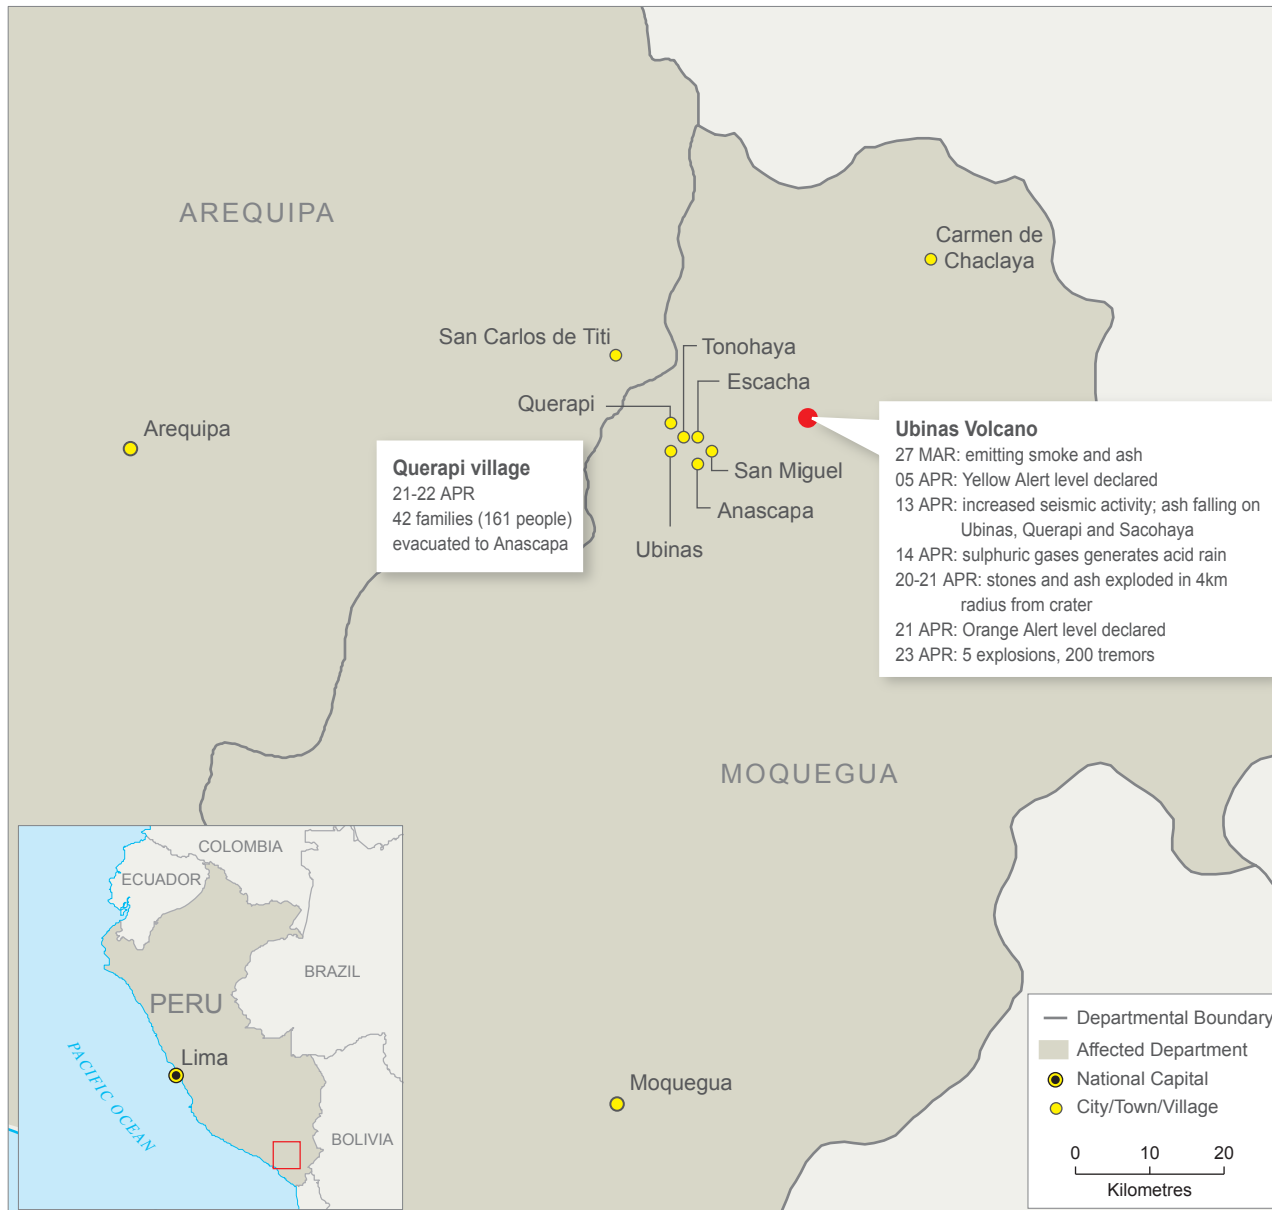 AREQUIPA
Carmen de
Chaclaya
San Carlos de Titi
Tonohaya
Escacha
Querapi
Arequipa
San Miguel
Anascapa
Ubinas
Querapi village
21-22 APR
42 families (161 people)
evacuated to Anascapa
Ubinas Volcano
27 MAR: emitting smoke and ash
05 APR: Yellow Alert level declared
13 APR: increased seismic activity; ash falling on
Ubinas, Querapi and Sacohaya
14 APR: sulphuric gases generates acid rain
20-21 APR: stones and ash exploded in 4km
radius from crater
21 APR: Orange Alert level declared
23 APR: 5 explosions, 200 tremors
MOQUEGUA
Moquegua
COLOMBIA
ECUADOR
BRAZIL
PERU
Lima
PACIFIC OCEAN
BOLIVIA
Departmental Boundary
Affected Department
National Capital
City/Town/Village
0 10 20
Kilometres